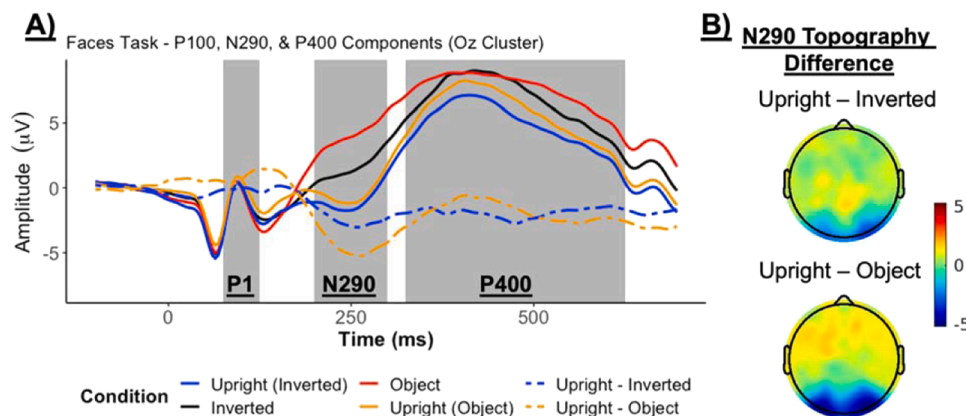 A)
Faces Task - P100, N290, & P400 Components (Oz Cluster)
Amplitude (μV)
5
0
-5
P1
N290
P400
0
250
500
Time (ms)
Condition
Upright (Inverted)
Object
Upright - Inverted
Inverted
Upright (Object)
Upright - Object
B)
N290 Topography
Difference
Upright – Inverted
5
0
-5
Upright – Object